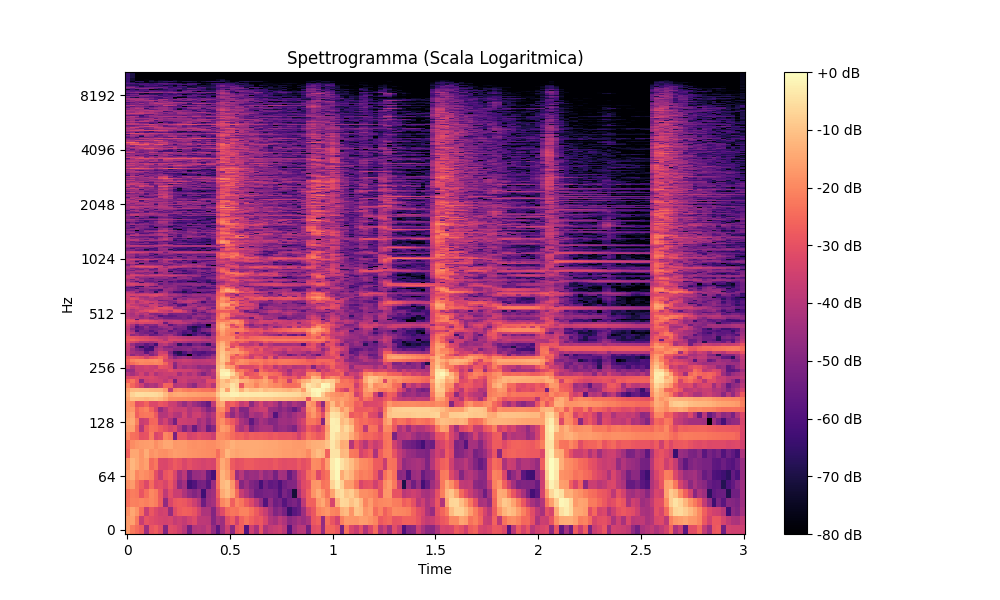 Spettrogramma (Scala Logaritmica)
8192
4096
2048
1024
512
256
128
64
0
Hz
0
0.5
1
1.5
2
2.5
3
Time
+0 dB
-10 dB
-20 dB
-30 dB
-40 dB
-50 dB
-60 dB
-70 dB
-80 dB